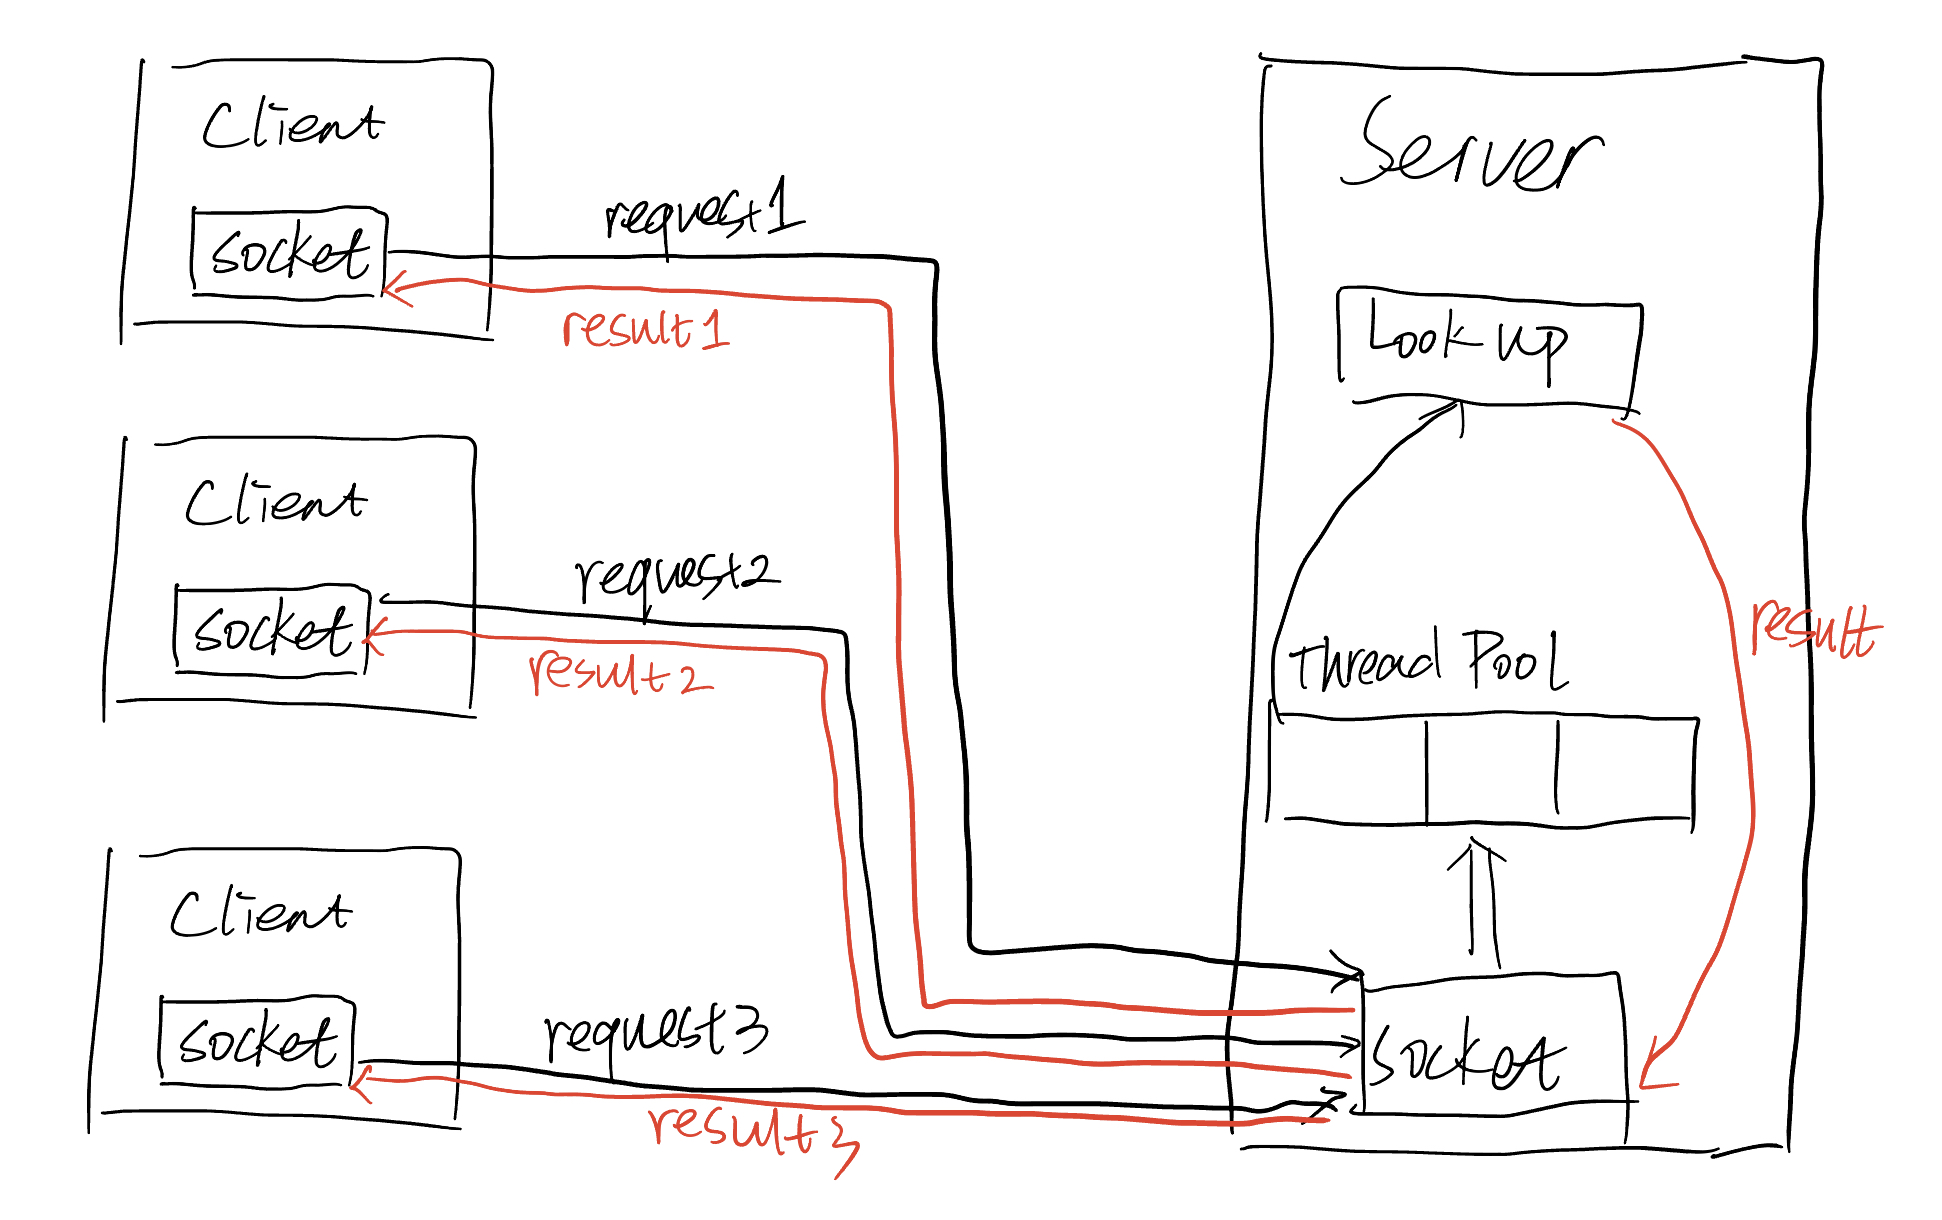 Client
socket
request1
result1
Client
socket
request2
result2
Client
socket
request3
result3
Server
Look up
Thread Pool
result
socket